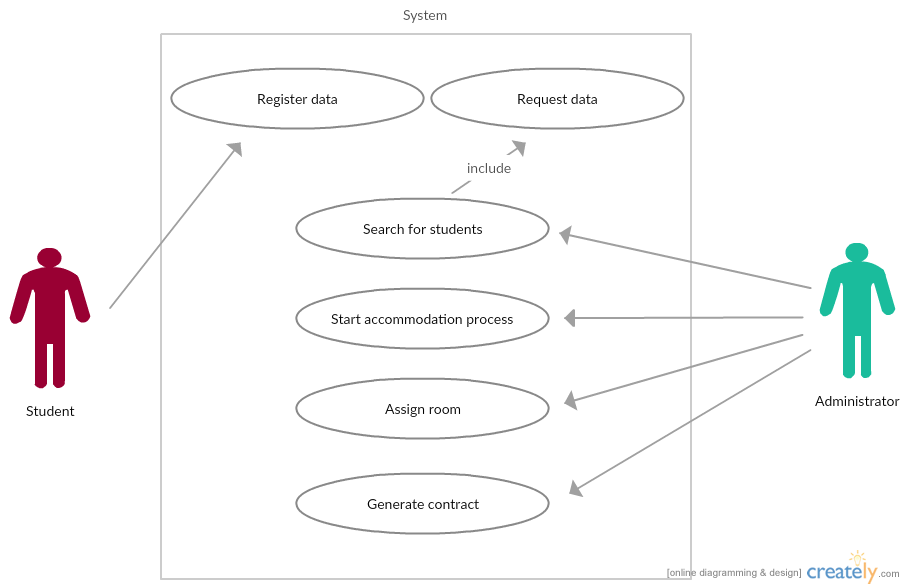 System
Register data
Request data
include
Search for students
Start accommodation process
Assign room
Generate contract
Student
Administrator
[online diagramming & design] creately.com